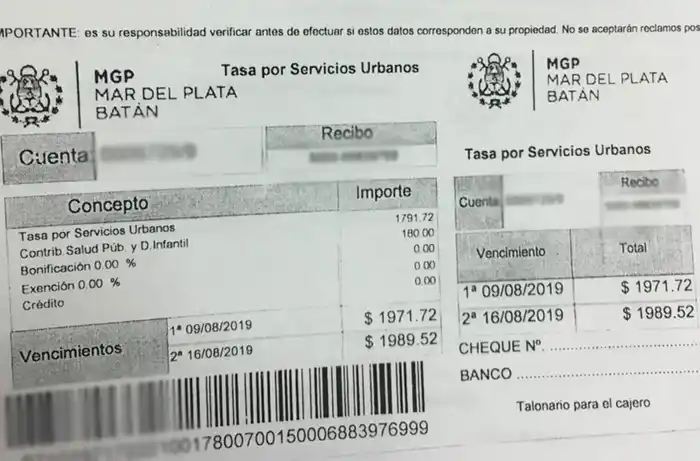 MPORTANTE: es su responsabilidad verificar antes de efectuar si estos datos corresponden a su propiedad. No se aceptarán reclamos pos
MGP
MAR DEL PLATA
BATÁN
Tasa por Servicios Urbanos
Cuenta
Recibo
Concepto
Importe
Tasa por Servicios Urbanos 1791.72
Contrib.Salud Púb. y D.Infantil 180.00
Bonificación 0.00 % 0.00
Exención 0.00 % 0.00
Crédito 0.00
Vencimientos
1ª 09/08/2019 $ 1971.72
2ª 16/08/2019 $ 1989.52
7800700150006883976999
MGP
MAR DEL PLATA
BATÁN
Tasa por Servicios Urbanos
Cuenta
Recibo
Vencimiento Total
1ª 09/08/2019 $ 1971.72
2ª 16/08/2019 $ 1989.52
CHEQUE Nº.
BANCO
Talonario para el cajero